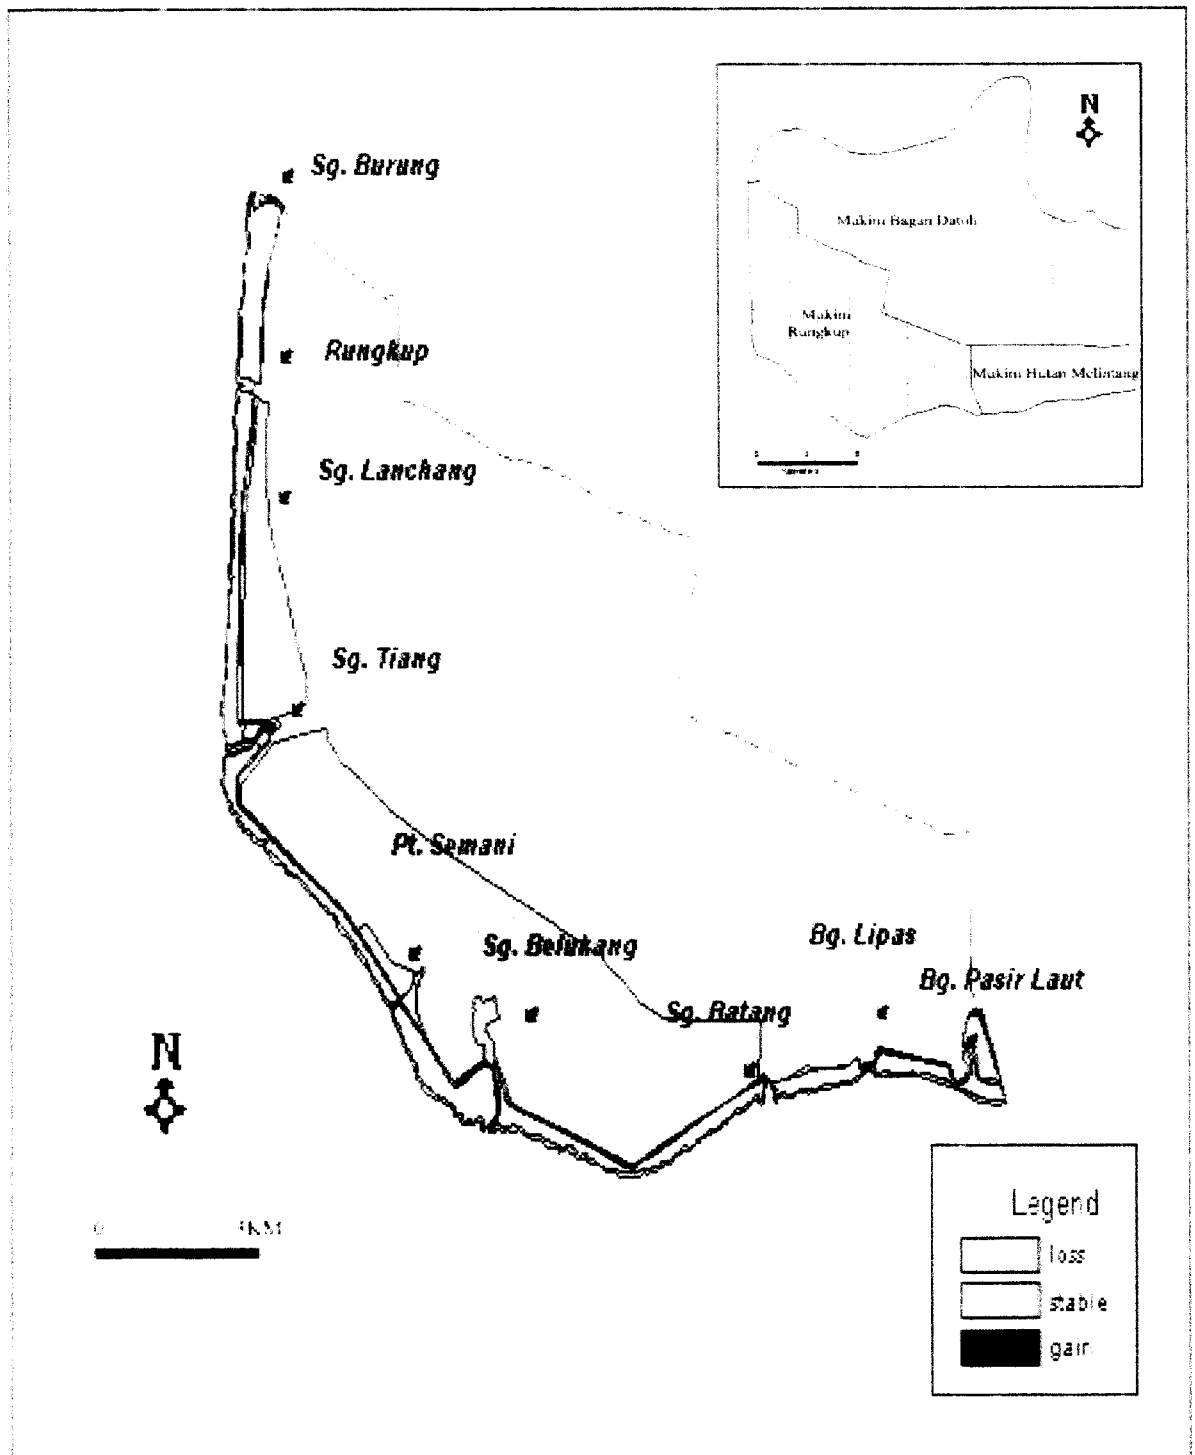 N
Sg. Burung
Makim Bagan Datoh
Makim
Rungkup
Rungkup
Makim Hutan Melintang
Sg. Lanchang
Sg. Tiang
Pt. Semani
Sg. Belukang
Bg. Lipas
Bg. Pasir Laut
Sg. Batang
N
Legend
0
loss
stable
gain